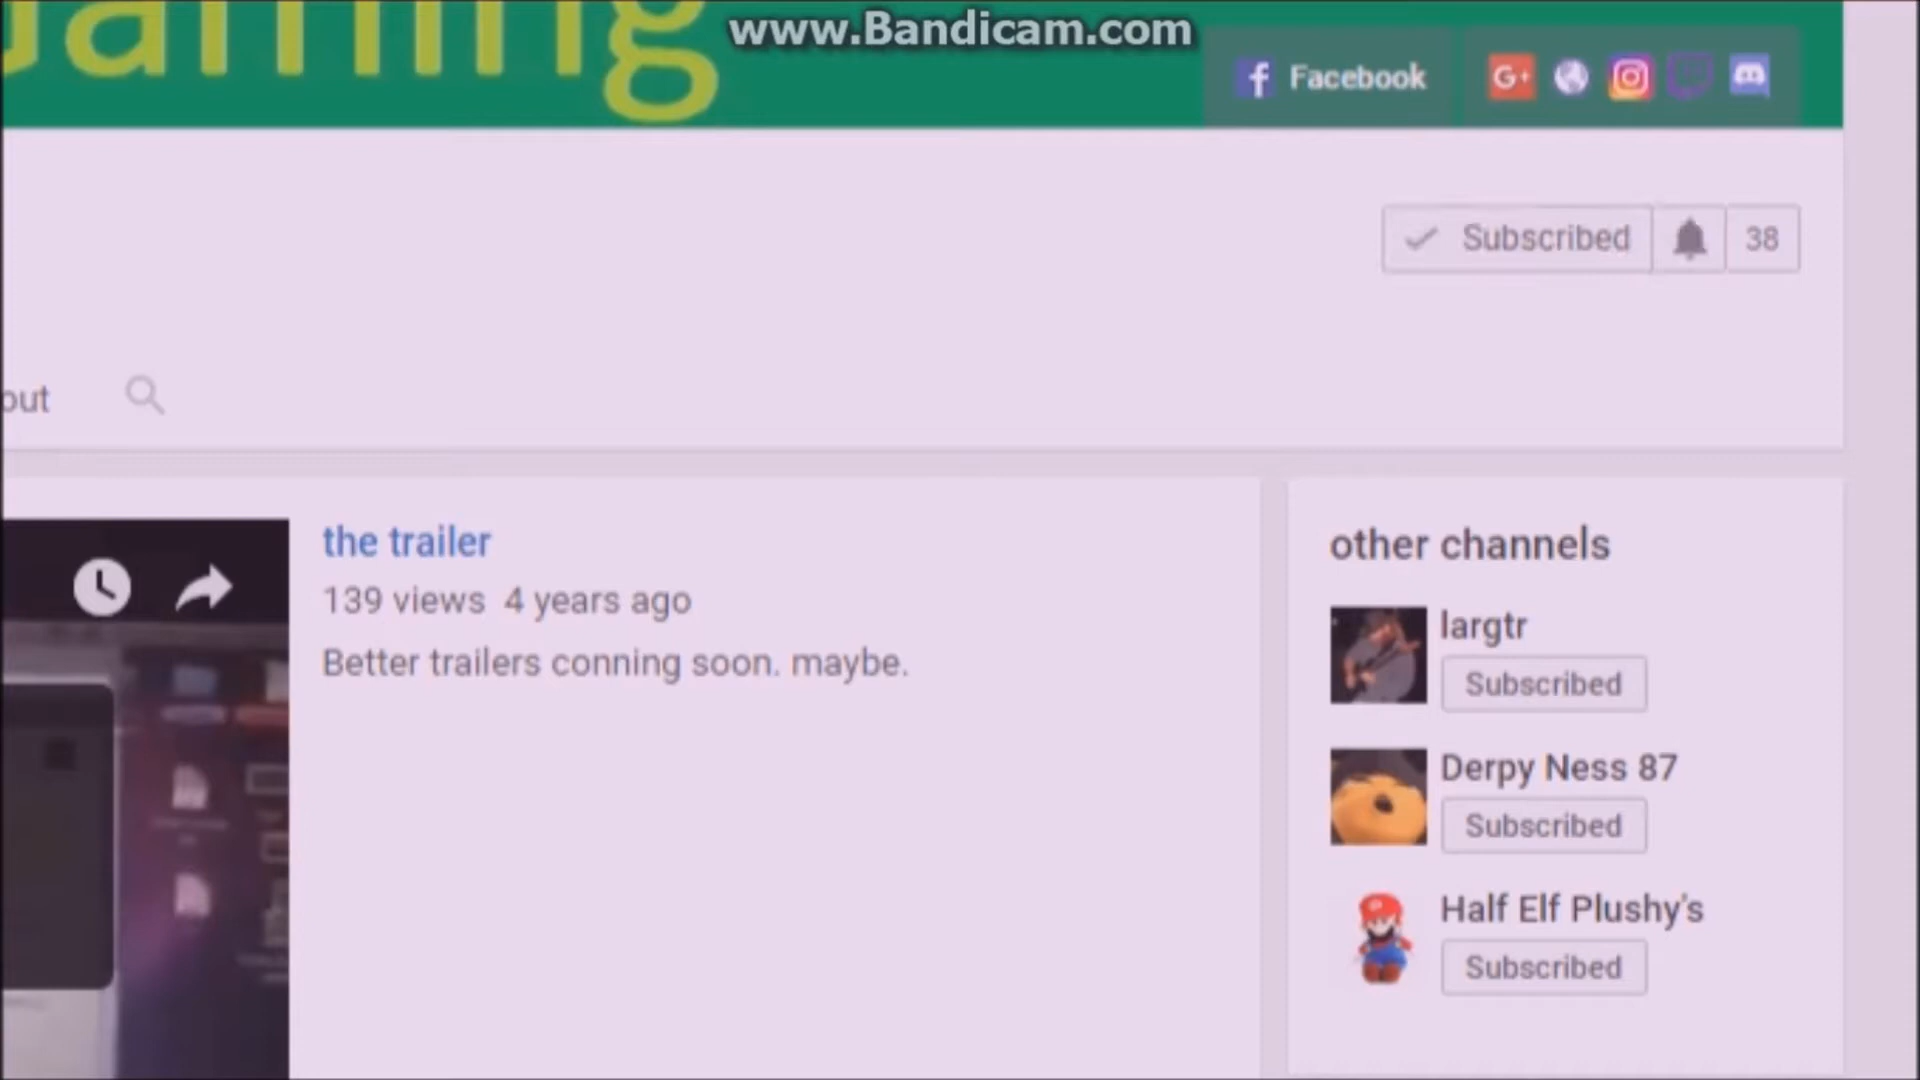 Gaming
www.Bandicam.com
Facebook
G+
Subscribed
38
out
the trailer
139 views 4 years ago
Better trailers conning soon. maybe.
other channels
largtr
Subscribed
Derpy Ness 87
Subscribed
Half Elf Plushy's
Subscribed